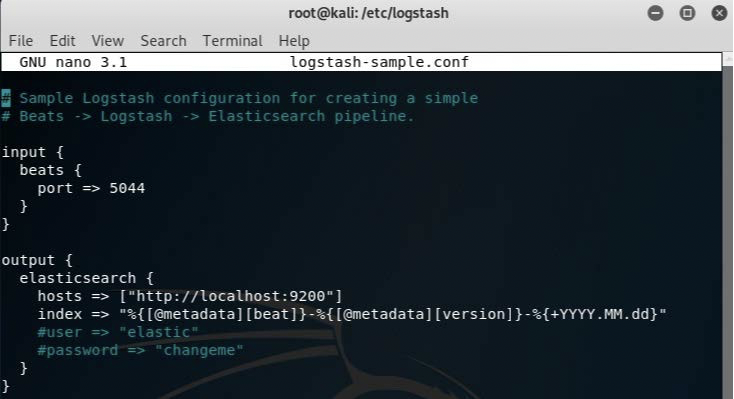 root@kali: /etc/logstash
File Edit View Search Terminal Help
GNU nano 3.1 logstash-sample.conf
# Sample Logstash configuration for creating a simple
# Beats -> Logstash -> Elasticsearch pipeline.
input {
  beats {
    port => 5044
  }
}
output {
  elasticsearch {
    hosts => ["http://localhost:9200"]
    index => "%{[@metadata][beat]}-%{[@metadata][version]}-%{+YYYY.MM.dd}"
    #user => "elastic"
    #password => "changeme"
  }
}